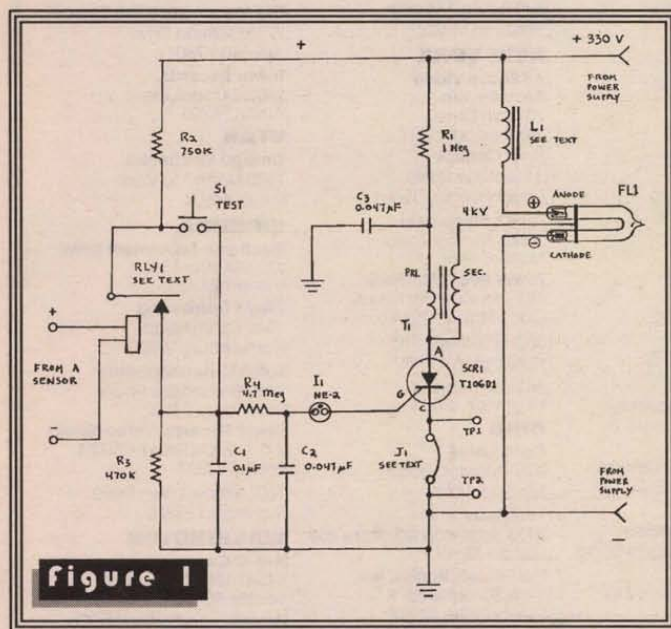 +
+ 330 V
FROM
POWER
SUPPLY
R2
750K
R1
1 Meg
L1
SEE TEXT
S1
TEST
C3
0.047µF
4KV
ANODE
FL1
+
−
CATHODE
RLY1
SEE TEXT
PRI.
SEC.
T1
+
FROM A
SENSOR
−
A
SCR1
T106D1
G
C
R4
4.7 Meg
I1
NE-2
TP1
J1
SEE TEXT
TP2
R3
470K
C1
0.1µF
C2
0.047µF
FROM
POWER
SUPPLY
−
Figure 1